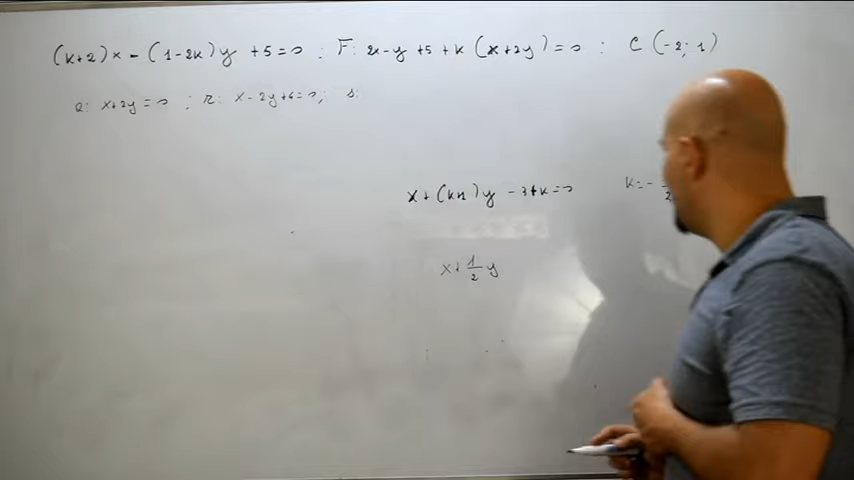 (k+2)x-(1-2k)y+5=0 ; F: 2x-y+5+k(x+2y)=0 ; C(-2;1)
e: x+2y=0 ; r: x-2y+6=0; s:
x+(k+1)y-3+k=0 k=-
x+\frac{1}{2}y